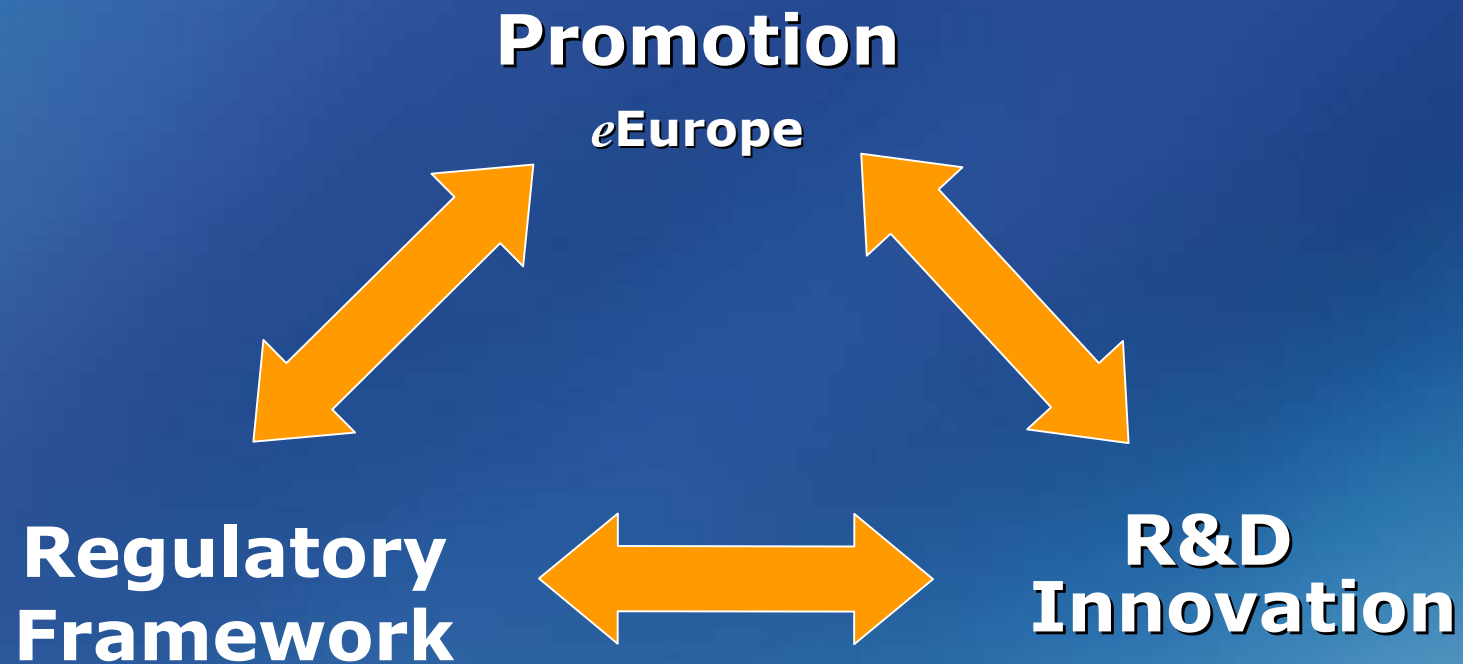 Promotion
eEurope
Regulatory
Framework
R&D
Innovation